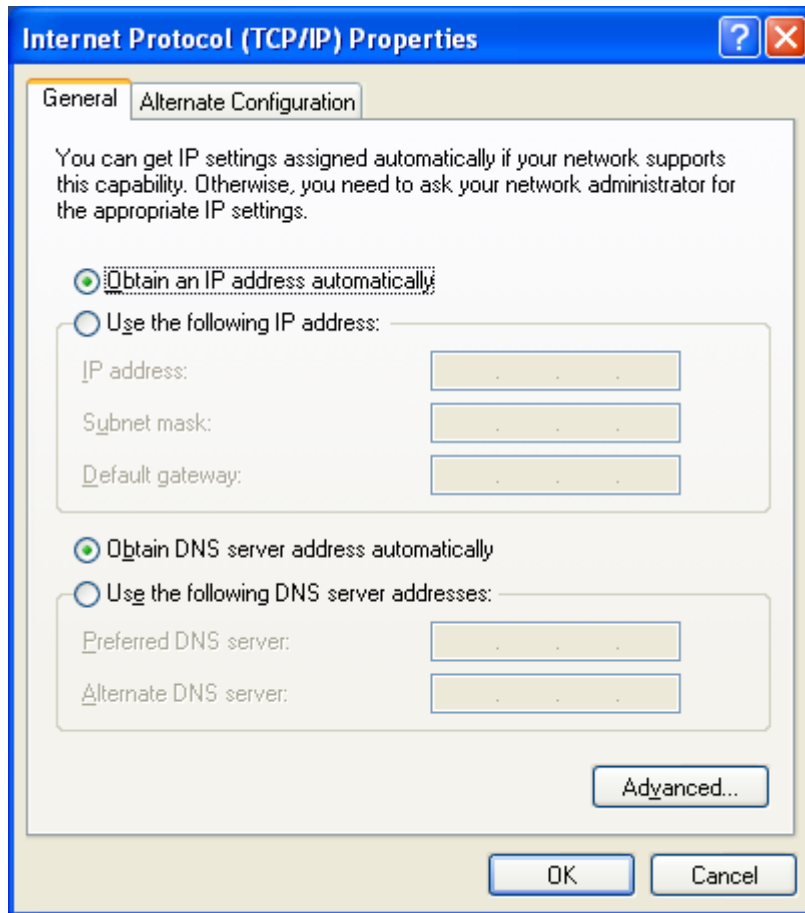 Internet Protocol (TCP/IP) Properties
General
Alternate Configuration
You can get IP settings assigned automatically if your network supports
this capability. Otherwise, you need to ask your network administrator for
the appropriate IP settings.
Obtain an IP address automatically
Use the following IP address:
IP address:
Subnet mask:
Default gateway:
Obtain DNS server address automatically
Use the following DNS server addresses:
Preferred DNS server:
Alternate DNS server:
Advanced...
OK
Cancel